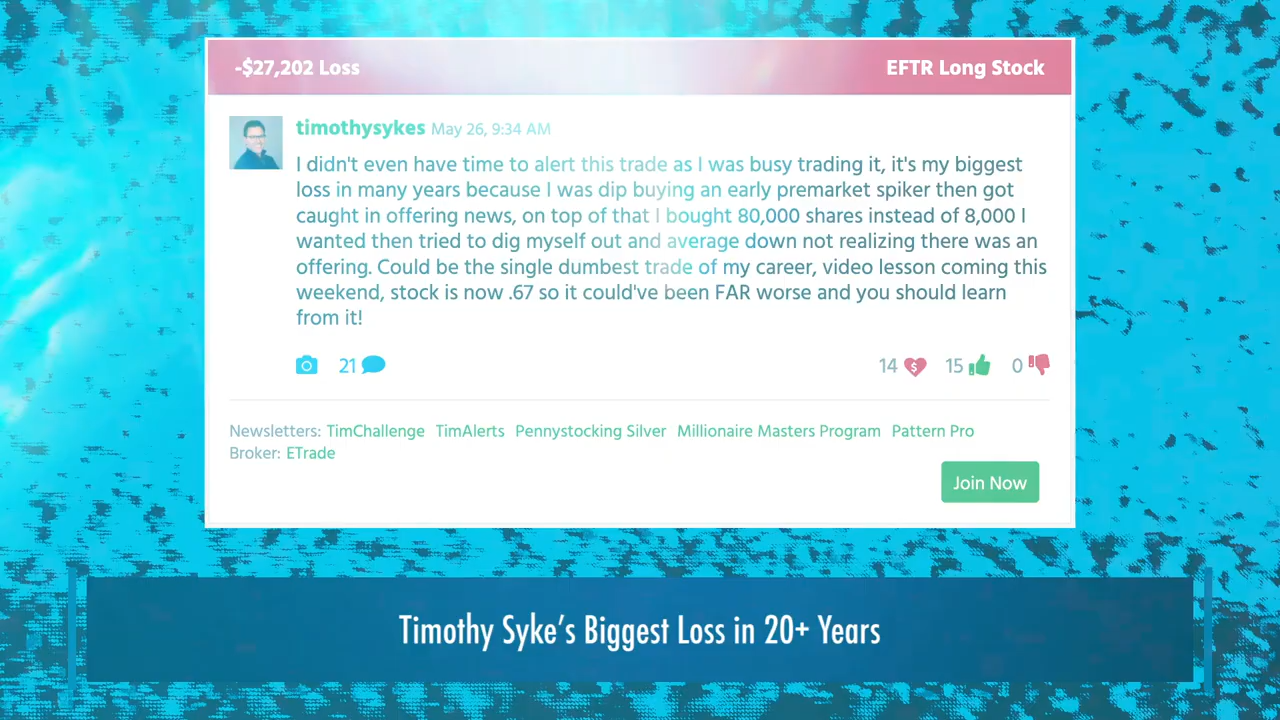 -$27,202 Loss EFTR Long Stock
timothysykes May 26, 9:34 AM
I didn't even have time to alert this trade as I was busy trading it, it's my biggest
loss in many years because I was dip buying an early premarket spiker then got
caught in offering news, on top of that I bought 80,000 shares instead of 8,000 I
wanted then tried to dig myself out and average down not realizing there was an
offering. Could be the single dumbest trade of my career, video lesson coming this
weekend, stock is now .67 so it could've been FAR worse and you should learn
from it!
21 14 15 0
Newsletters: TimChallenge TimAlerts Pennystocking Silver Millionaire Masters Program Pattern Pro
Broker: ETrade
Join Now
Timothy Syke's Biggest Loss in 20+ Years